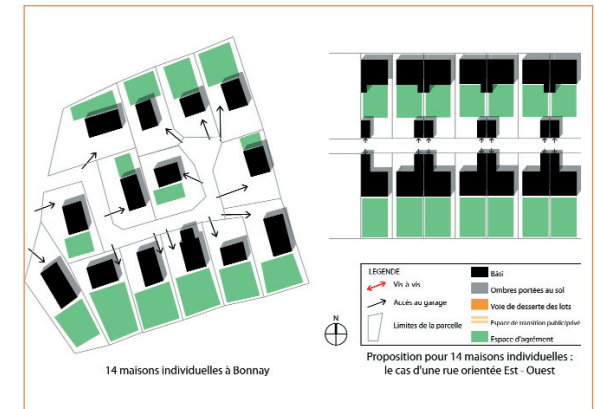 LEGENDE
Vis à vis
Accès au garage
Limites de la parcelle
Bâti
Ombres portées au sol
Voie de desserte des lots
Espace de transition public/privé
Espace d'agrément
N
14 maisons individuelles à Bonnay
Proposition pour 14 maisons individuelles :
le cas d'une rue orientée Est - Ouest